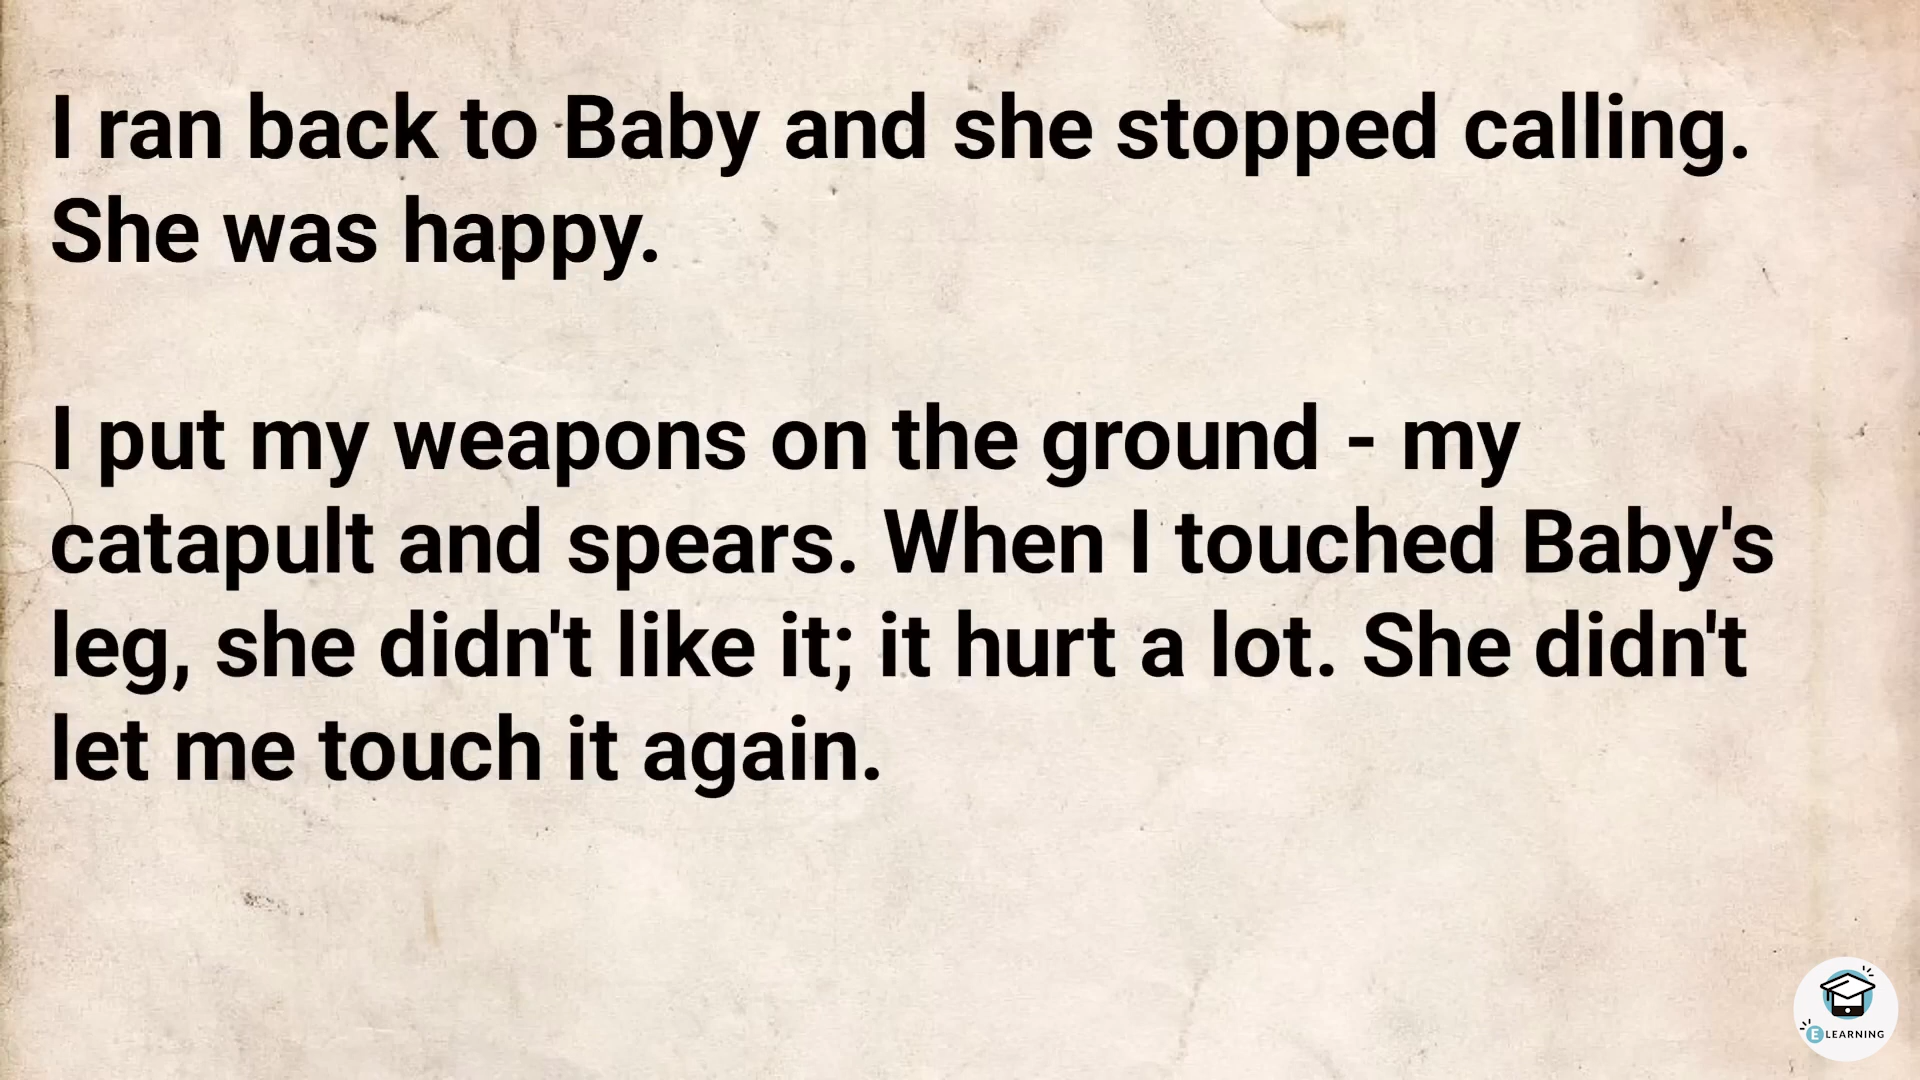 I ran back to Baby and she stopped calling.
She was happy.
I put my weapons on the ground - my
catapult and spears. When I touched Baby's
leg, she didn't like it; it hurt a lot. She didn't
let me touch it again.
E LEARNING